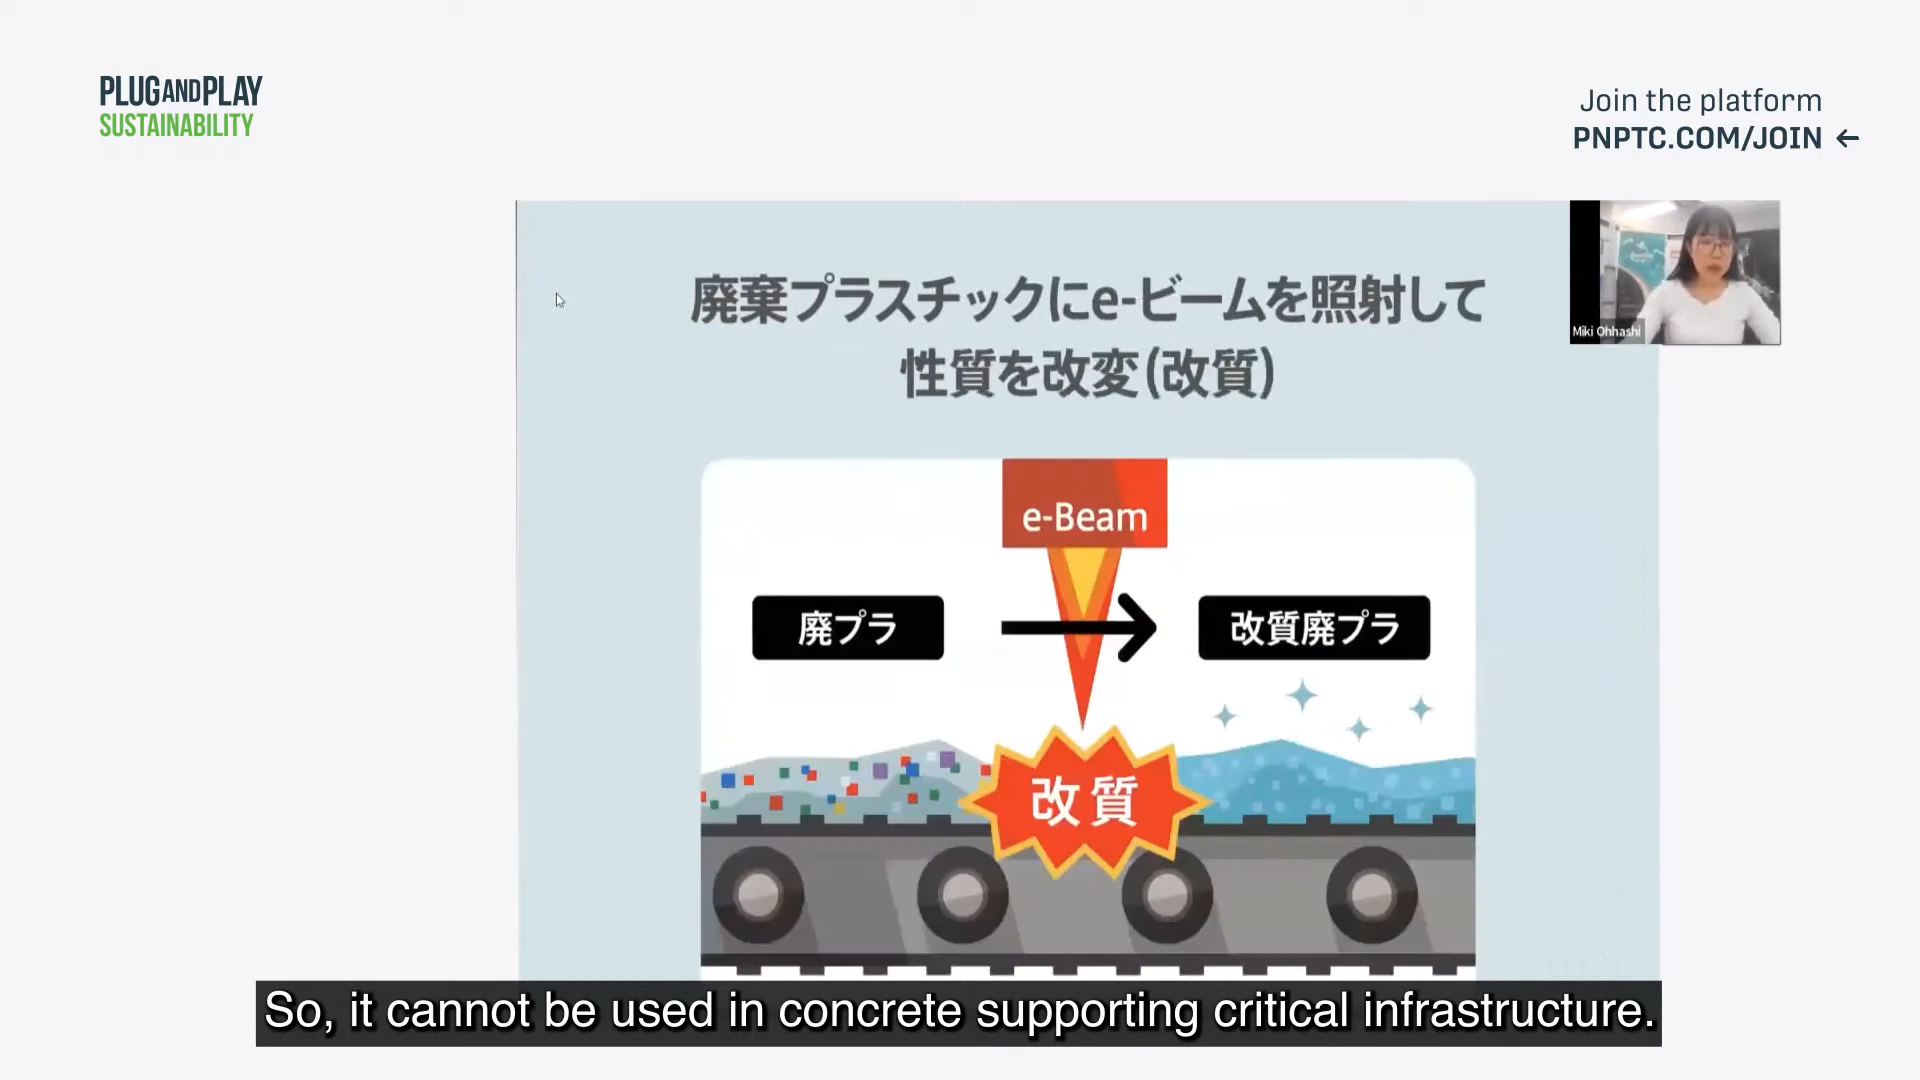 PLUGANDPLAY
SUSTAINABILITY
Join the platform
PNPTC.COM/JOIN ←
廃棄プラスチックにe-ビームを照射して
性質を改変(改質)
Miki Ohhashi
e-Beam
廃プラ
改質廃プラ
改質
So, it cannot be used in concrete supporting critical infrastructure.